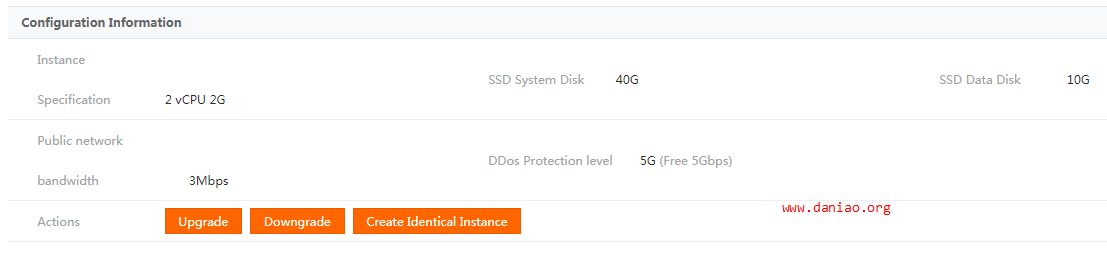 Configuration Information
Instance
SSD System Disk 40G SSD Data Disk 10G
Specification 2 vCPU 2G
Public network
DDos Protection level 5G (Free 5Gbps)
bandwidth 3Mbps
www.daniao.org
Actions Upgrade Downgrade Create Identical Instance